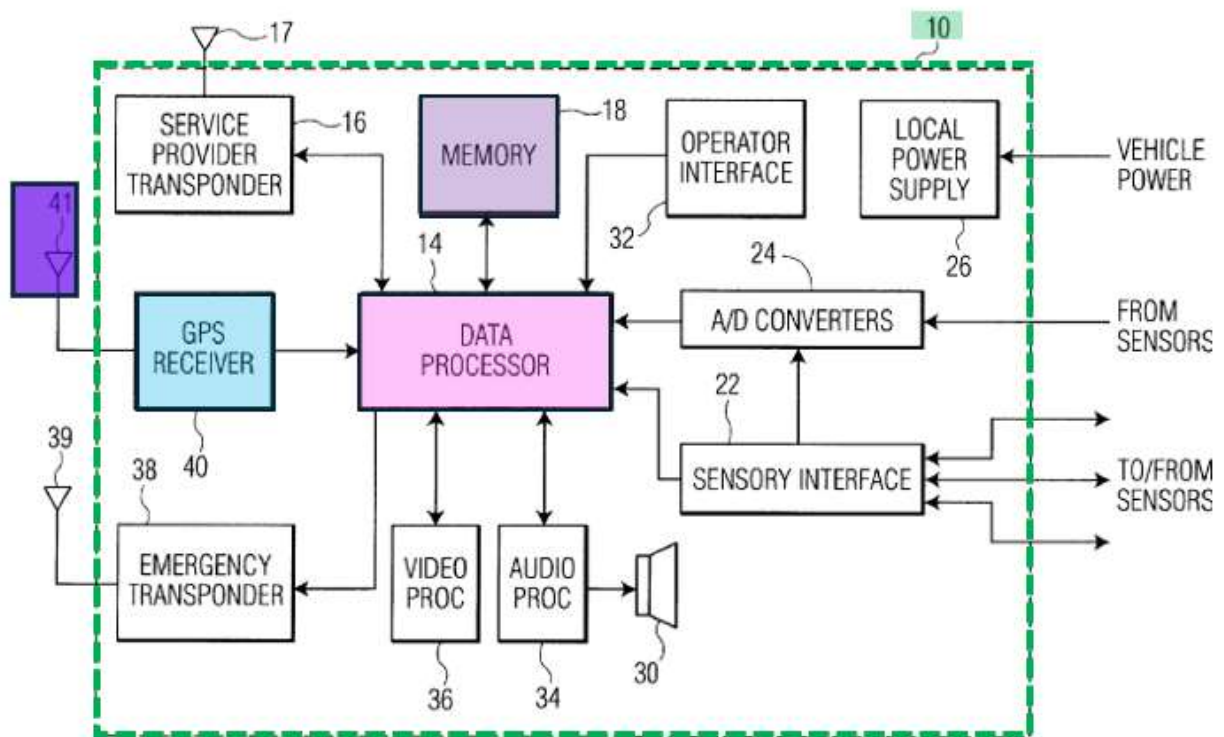 17
10
SERVICE
PROVIDER
TRANSPONDER
16
MEMORY
18
OPERATOR
INTERFACE
32
LOCAL
POWER
SUPPLY
26
VEHICLE
POWER
41
14
24
GPS
RECEIVER
40
DATA
PROCESSOR
A/D CONVERTERS
FROM
SENSORS
22
SENSORY INTERFACE
TO/FROM
SENSORS
39
38
EMERGENCY
TRANSPONDER
VIDEO
PROC
36
AUDIO
PROC
34
30